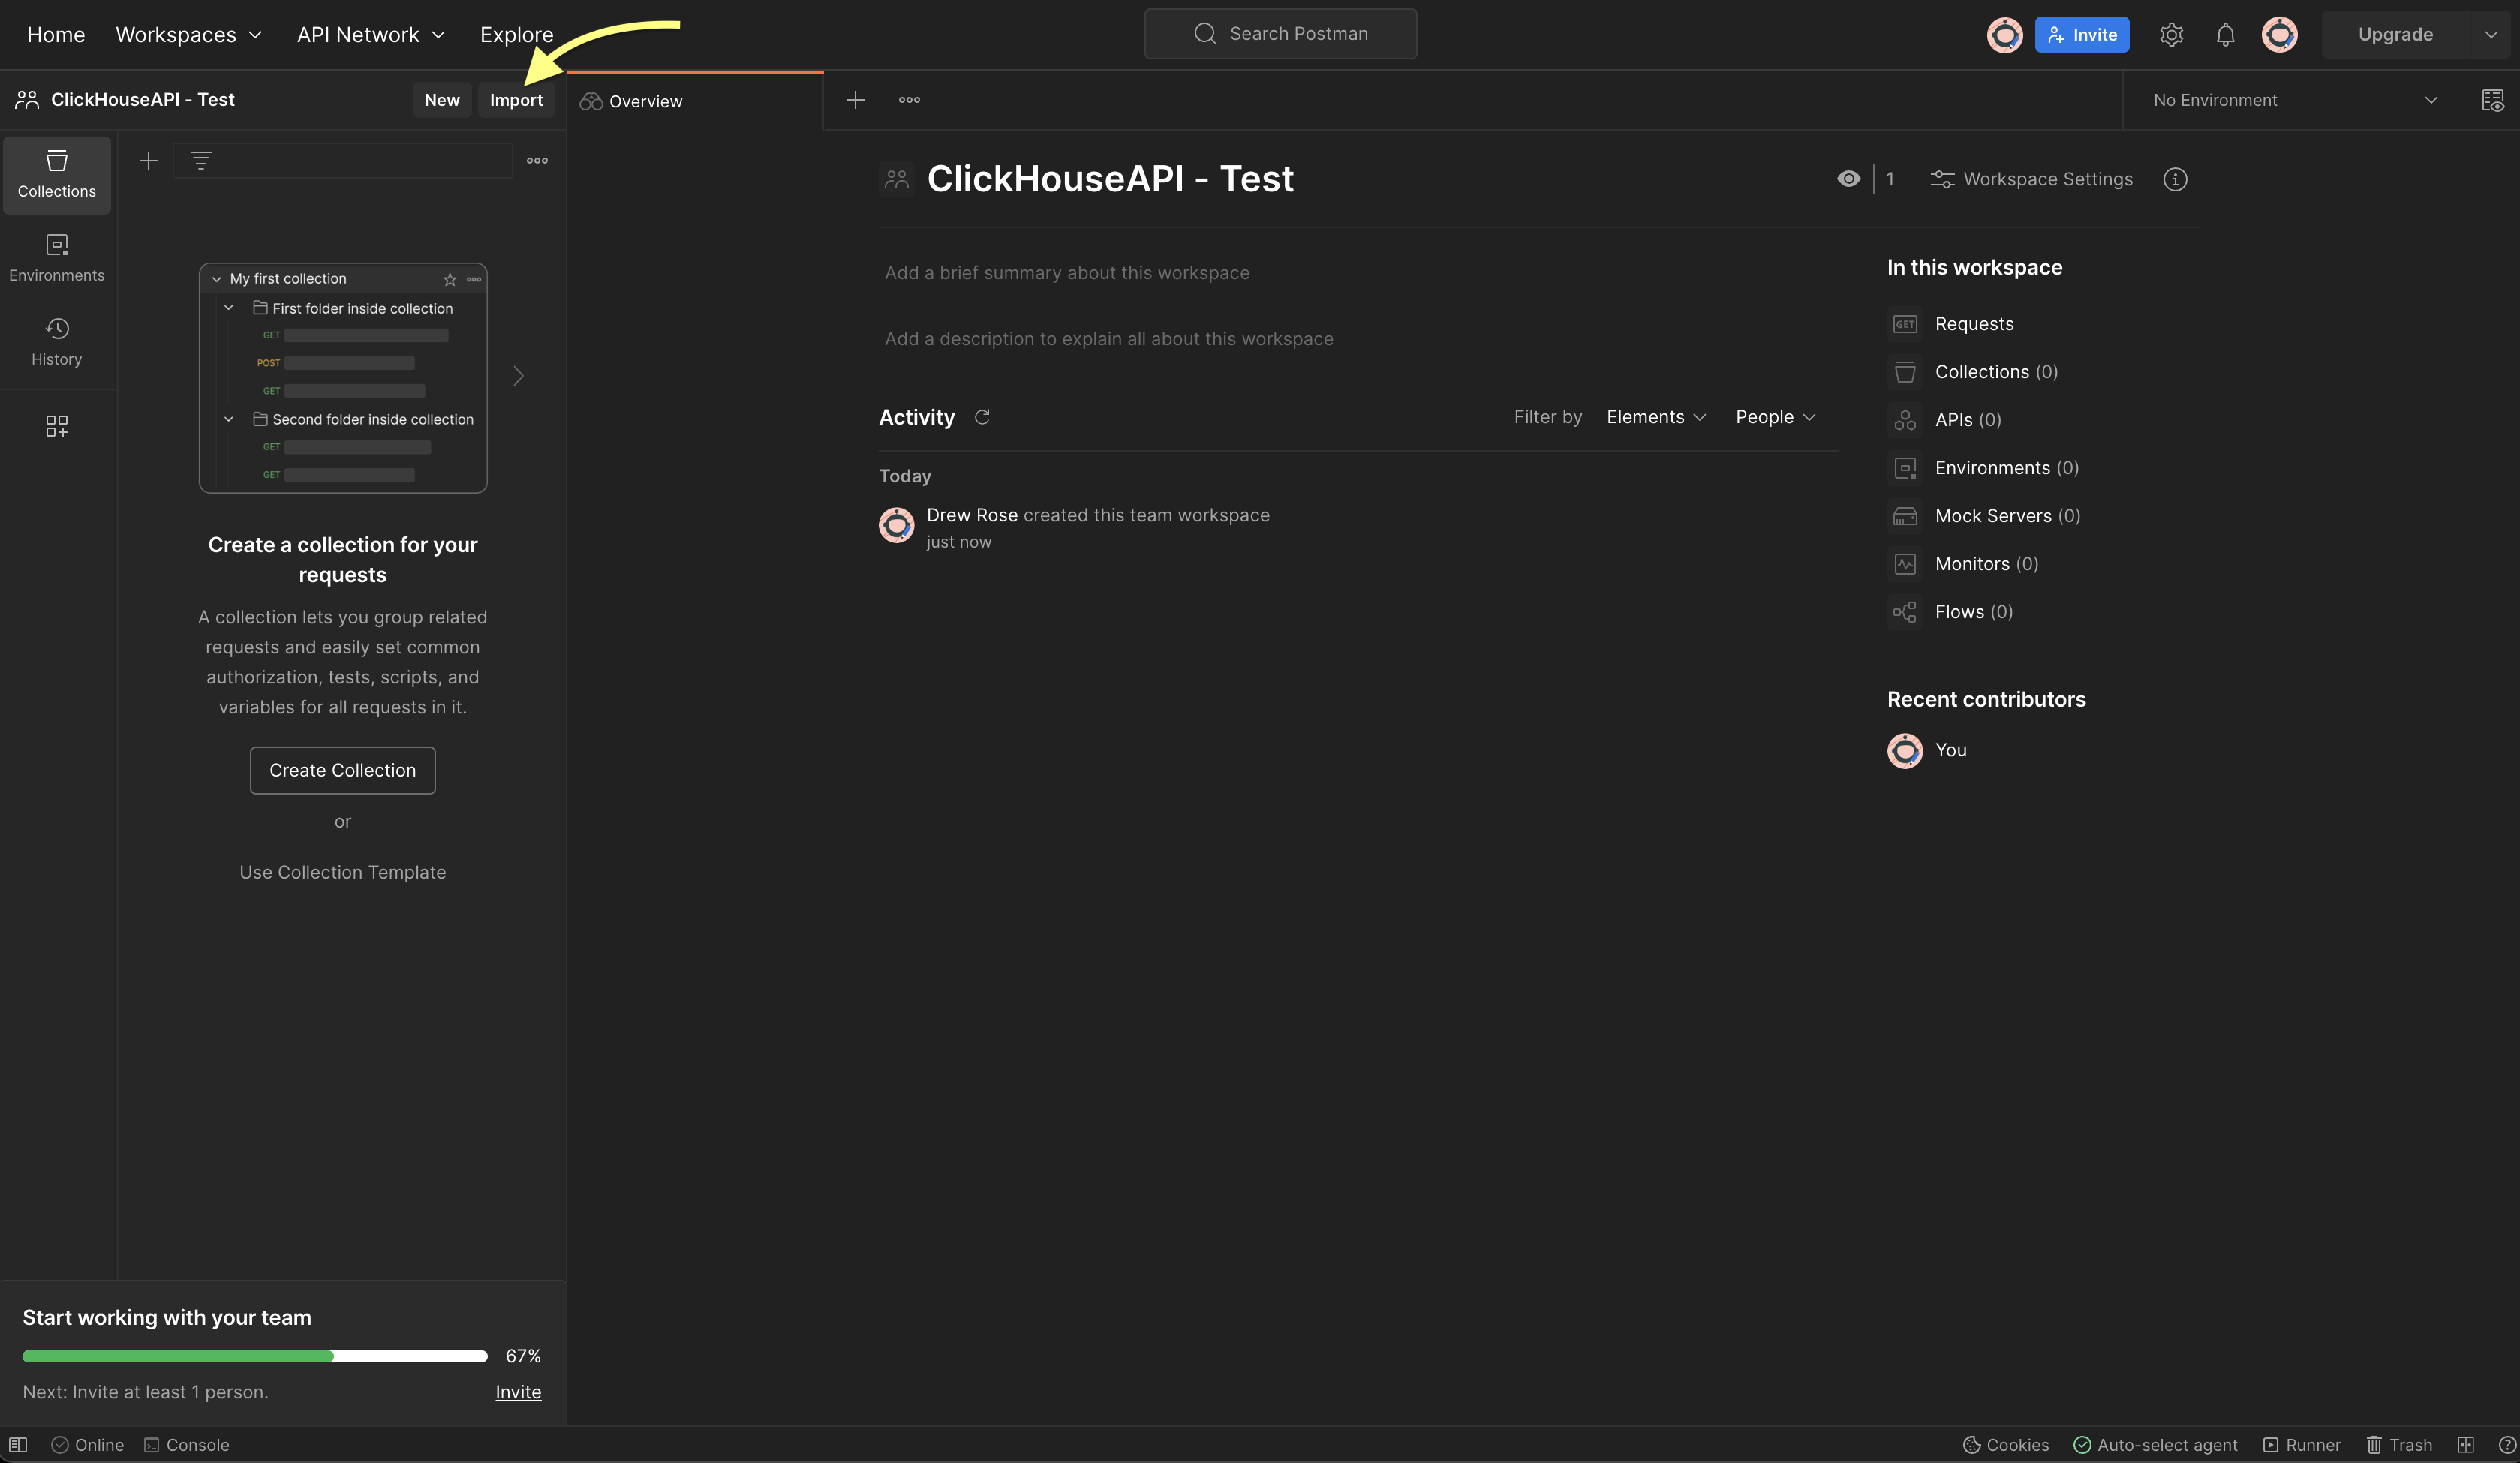 Home Workspaces API Network Explore
Search Postman
Invite
Upgrade
ClickHouseAPI - Test
New Import
Overview
No Environment
Collections
Environments
History
My first collection
First folder inside collection
GET
POST
GET
Second folder inside collection
GET
GET
Create a collection for your
requests
A collection lets you group related
requests and easily set common
authorization, tests, scripts, and
variables for all requests in it.
Create Collection
or
Use Collection Template
Start working with your team
67%
Next: Invite at least 1 person. Invite
ClickHouseAPI - Test
1 Workspace Settings
Add a brief summary about this workspace
Add a description to explain all about this workspace
Activity
Filter by Elements People
Today
Drew Rose created this team workspace
just now
In this workspace
GET Requests
Collections (0)
APIs (0)
Environments (0)
Mock Servers (0)
Monitors (0)
Flows (0)
Recent contributors
You
Online Console
Cookies Auto-select agent Runner Trash